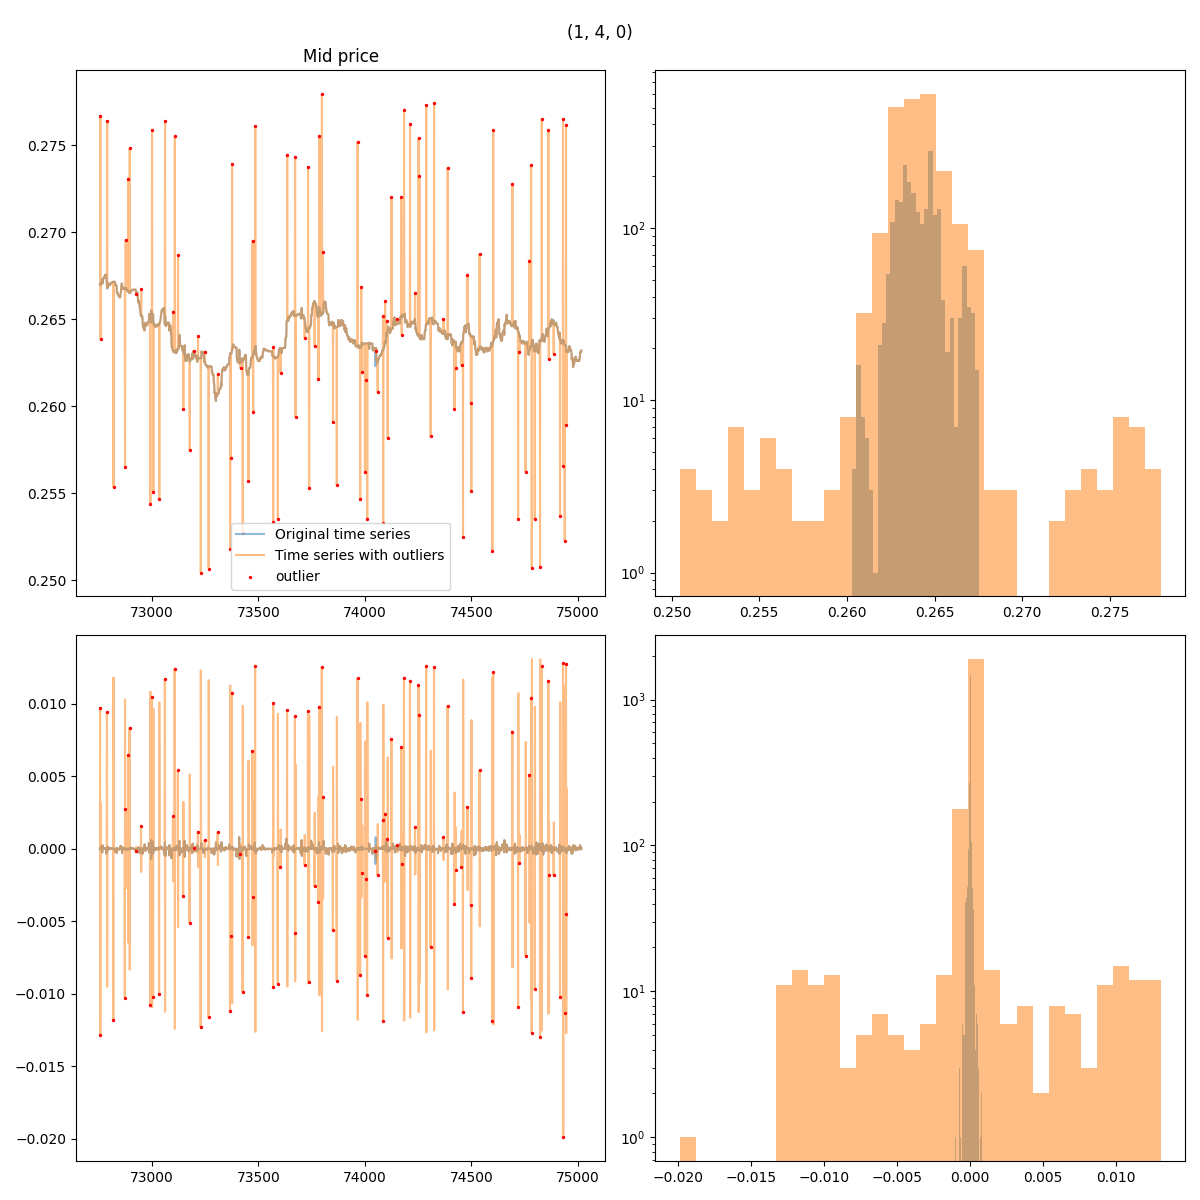 (1, 4, 0)
Mid price
0.275
0.270
0.265
0.260
0.255
0.250
Original time series
Time series with outliers
outlier
73000 73500 74000 74500 75000
10²
10¹
10⁰
0.250 0.255 0.260 0.265 0.270 0.275
0.010
0.005
0.000
−0.005
−0.010
−0.015
−0.020
73000 73500 74000 74500 75000
10³
10²
10¹
10⁰
−0.020 −0.015 −0.010 −0.005 0.000 0.005 0.010